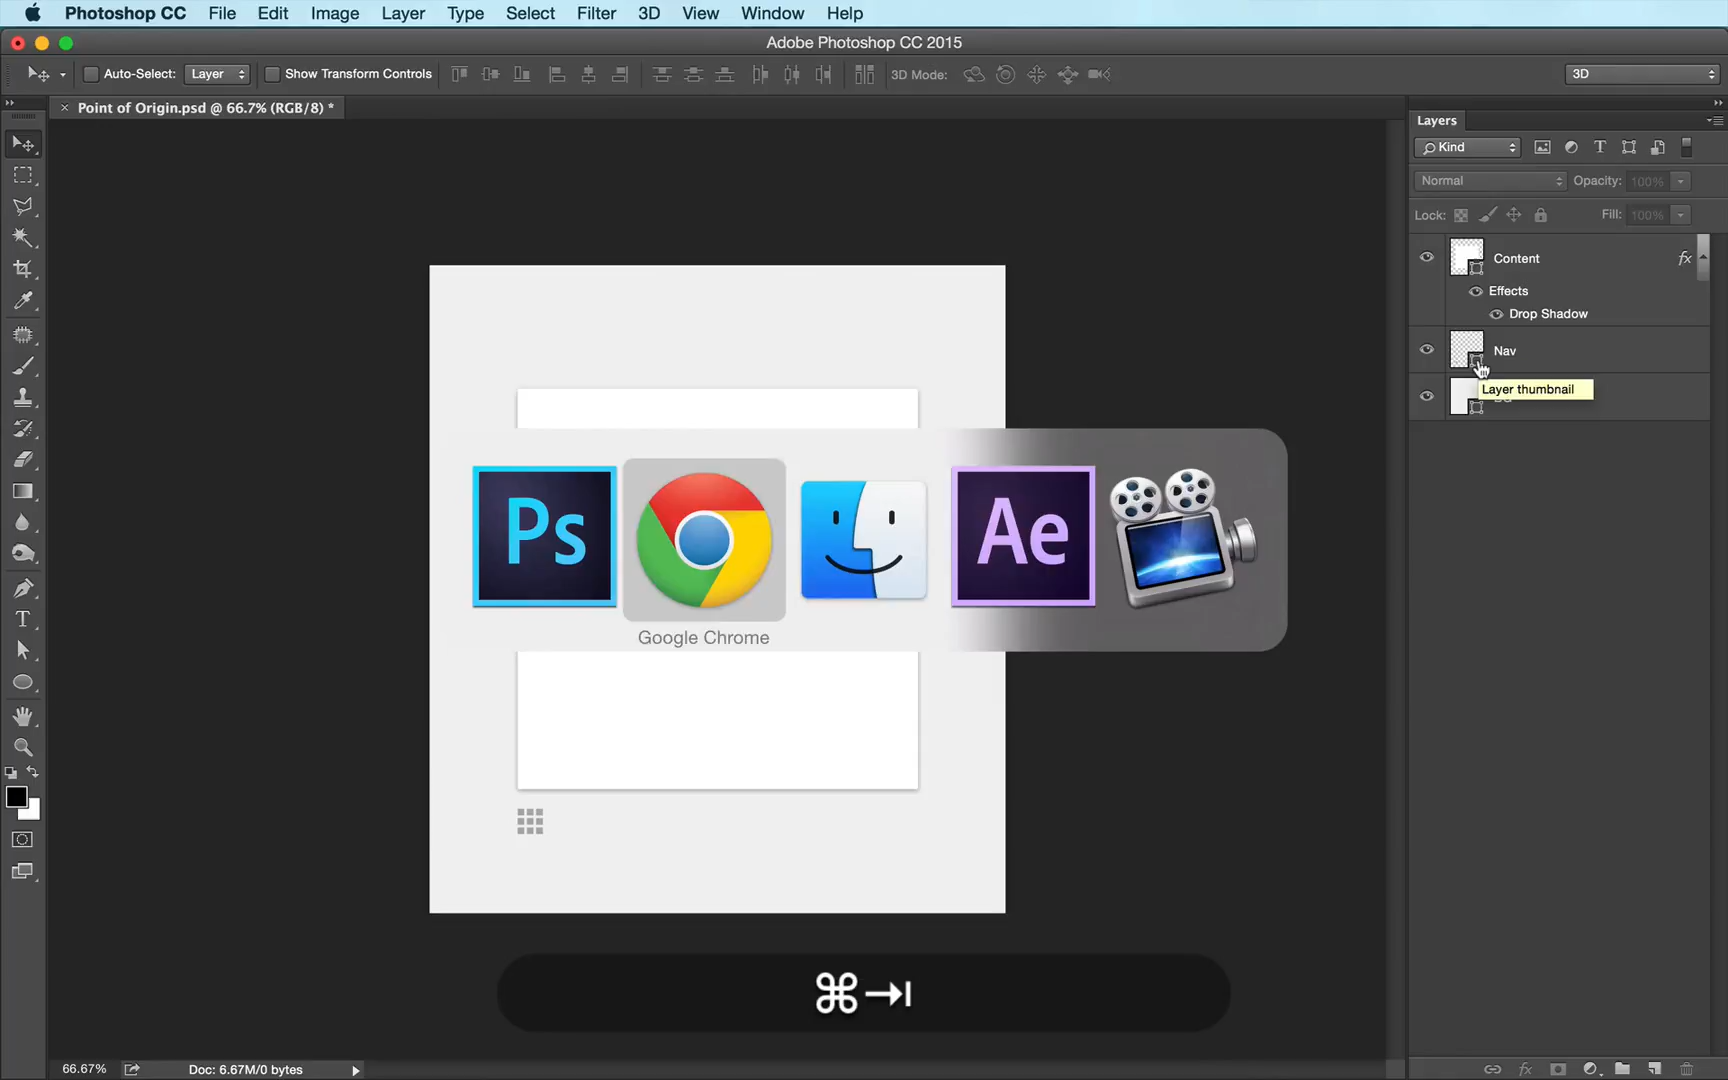 Photoshop CC File Edit Image Layer Type Select Filter 3D View Window Help
Adobe Photoshop CC 2015
Auto-Select: Layer Show Transform Controls 3D Mode: 3D
Point of Origin.psd @ 66.7% (RGB/8) *
Layers
Kind
Normal Opacity: 100%
Lock: Fill: 100%
Content fx
Effects
Drop Shadow
Nav
Layer thumbnail
Ps Ae
Google Chrome
⌘⇥
66.67% Doc: 6.67M/0 bytes